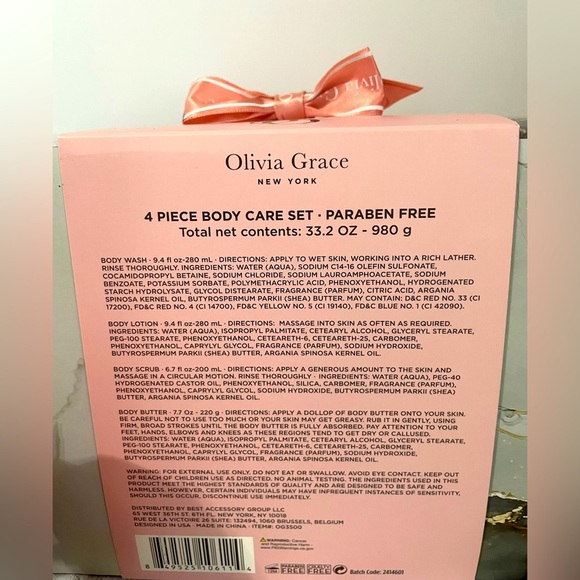 Olivia Grace
NEW YORK
4 PIECE BODY CARE SET · PARABEN FREE
Total net contents: 33.2 OZ - 980 g
BODY WASH · 9.4 fl oz-280 mL · DIRECTIONS: APPLY TO WET SKIN, WORKING INTO A RICH LATHER.
RINSE THOROUGHLY. INGREDIENTS: WATER (AQUA), SODIUM C14-16 OLEFIN SULFONATE,
COCAMIDOPROPYL BETAINE, SODIUM CHLORIDE, SODIUM LAUROAMPHOACETATE, SODIUM
BENZOATE, POTASSIUM SORBATE, POLYMETHACRYLIC ACID, PHENOXYETHANOL, HYDROGENATED
STARCH HYDROLYSATE, GLYCOL DISTEARATE, FRAGRANCE (PARFUM), CITRIC ACID, ARGANIA
SPINOSA KERNEL OIL, BUTYROSPERMUM PARKII (SHEA) BUTTER. MAY CONTAIN: D&C RED NO. 33 (CI
17200), FD&C RED NO. 4 (CI 14700), FD&C YELLOW NO. 5 (CI 19140), FD&C BLUE NO. 1 (CI 42090).
BODY LOTION · 9.4 fl oz-280 mL · DIRECTIONS: MASSAGE INTO SKIN AS OFTEN AS REQUIRED.
INGREDIENTS: WATER (AQUA), ISOPROPYL PALMITATE, CETEARYL ALCOHOL, GLYCERYL STEARATE,
PEG-100 STEARATE, PHENOXYETHANOL, CETEARETH-6, CETEARETH-25, CARBOMER,
PHENOXYETHANOL, CAPRYLYL GLYCOL, FRAGRANCE (PARFUM), SODIUM HYDROXIDE,
BUTYROSPERMUM PARKII (SHEA) BUTTER, ARGANIA SPINOSA KERNEL OIL.
BODY SCRUB · 6.7 fl oz-200 mL · DIRECTIONS: APPLY A GENEROUS AMOUNT TO THE SKIN AND
MASSAGE IN A CIRCULAR MOTION. RINSE THOROUGHLY · INGREDIENTS: WATER (AQUA), PEG-40
HYDROGENATED CASTOR OIL, PHENOXYETHANOL, SILICA, CARBOMER, FRAGRANCE (PARFUM),
PHENOXYETHANOL, CAPRYLYL GLYCOL, SODIUM HYDROXIDE, BUTYROSPERMUM PARKII (SHEA)
BUTTER, ARGANIA SPINOSA KERNEL OIL.
BODY BUTTER · 7.7 Oz - 220 g · DIRECTIONS: APPLY A DOLLOP OF BODY BUTTER ONTO YOUR SKIN.
BE CAREFUL NOT TO USE TOO MUCH OR YOUR SKIN MAY GET GREASY. RUB IT IN GENTLY, USING
FIRM, BROAD STROKES UNTIL THE BODY BUTTER IS FULLY ABSORBED. PAY ATTENTION TO YOUR
FEET, HANDS, ELBOWS AND KNEES AS THESE REGIONS TEND TO GET DRY OR CALLUSED.
INGREDIENTS: WATER (AQUA), ISOPROPYL PALMITATE, CETEARYL ALCOHOL, GLYCERYL STEARATE,
PEG-100 STEARATE, PHENOXYETHANOL, CETEARETH-6, CETEARETH-25, CARBOMER,
PHENOXYETHANOL, CAPRYLYL GLYCOL, FRAGRANCE (PARFUM), SODIUM HYDROXIDE,
BUTYROSPERMUM PARKII (SHEA) BUTTER, ARGANIA SPINOSA KERNEL OIL.
WARNING: FOR EXTERNAL USE ONLY. DO NOT EAT OR SWALLOW. AVOID EYE CONTACT. KEEP OUT OF
REACH OF CHILDREN UNLESS USE AS DIRECTED. NO ANIMAL TESTING. THE INGREDIENTS USED IN THIS
PRODUCT MEET THE HIGHEST STANDARDS OF QUALITY AND ARE DESIGNED TO BE SAFE AND
HARMLESS. HOWEVER, CERTAIN INDIVIDUALS MAY HAVE INFREQUENT INSTANCES OF SENSITIVITY,
SHOULD THIS OCCUR, DISCONTINUE USE IMMEDIATELY.
DISTRIBUTED BY BEST ACCESSORY GROUP LLC
65 WEST 36TH ST, 6TH FL. NEW YORK, NY 10018
RUE DE LA VICTOIRE 26 SUITE: 132494, 1060 BRUSSELS, BELGIUM
DESIGNED IN USA · MADE IN CHINA · ITEM#: OG3500
WARNING: Cancer
and Reproductive Harm -
www.P65Warnings.ca.gov
PARABEN
FREE
CRUELTY
FREE
Batch Code: 2414601